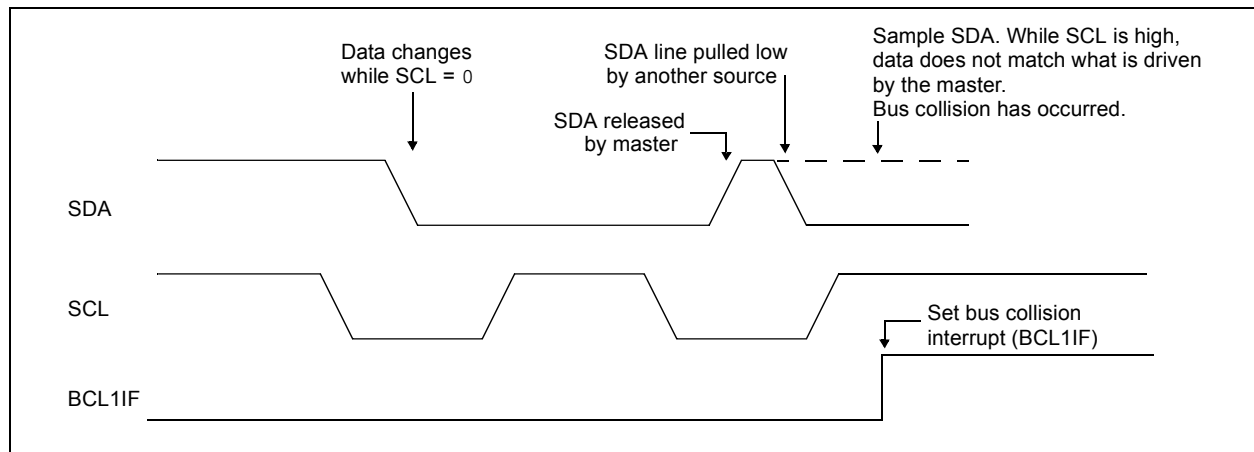 Data changes
while SCL = 0
SDA line pulled low
by another source
Sample SDA. While SCL is high,
data does not match what is driven
by the master.
Bus collision has occurred.
SDA released
by master
SDA
SCL
Set bus collision
interrupt (BCL1IF)
BCL1IF